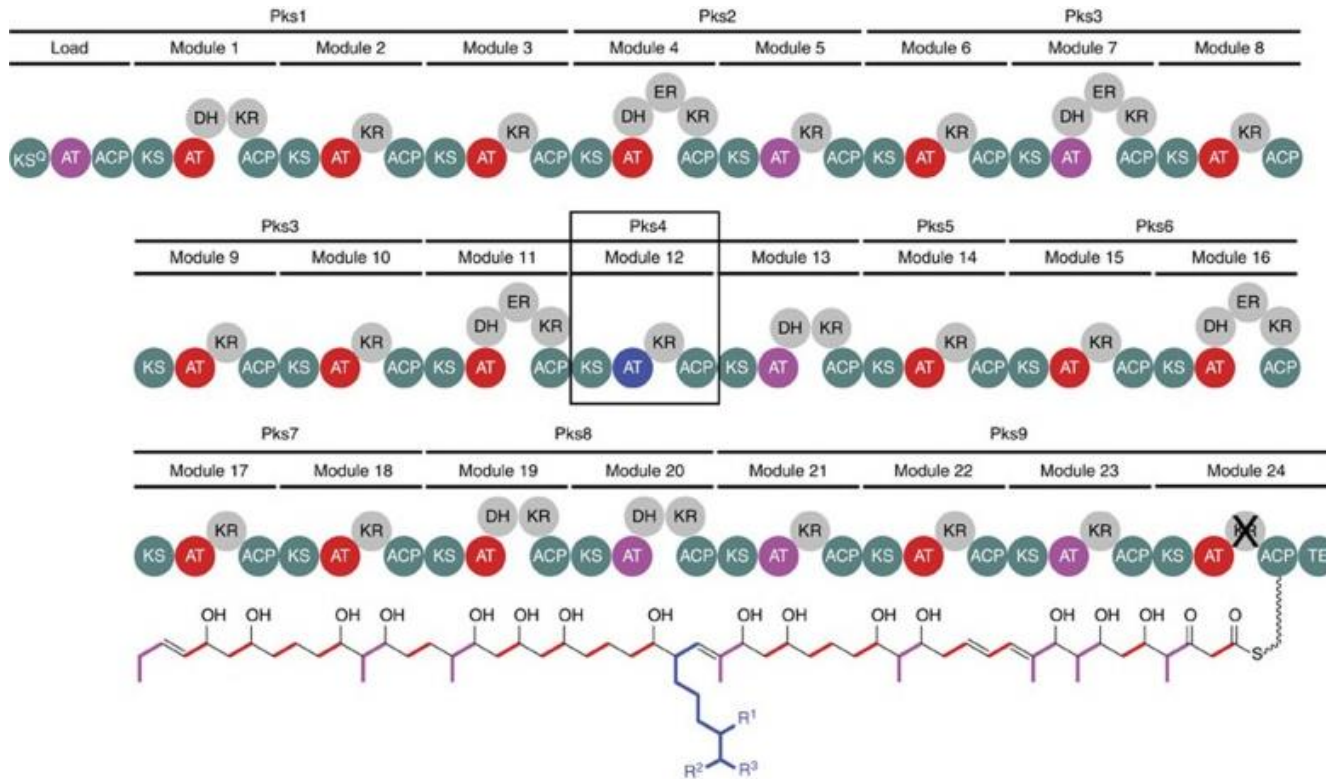 Pks1 Pks2 Pks3
Load Module 1 Module 2 Module 3 Module 4 Module 5 Module 6 Module 7 Module 8
ER ER
DH KR DH KR DH KR
KR KR KR KR KR
KSQ AT ACP KS AT ACP KS AT ACP KS AT ACP KS AT ACP KS AT ACP KS AT ACP KS AT ACP KS AT ACP
Pks3 Pks4 Pks5 Pks6
Module 9 Module 10 Module 11 Module 12 Module 13 Module 14 Module 15 Module 16
ER ER
DH KR DH KR DH KR
KR KR KR KR KR
KS AT ACP KS AT ACP KS AT ACP KS AT ACP KS AT ACP KS AT ACP KS AT ACP KS AT ACP
Pks7 Pks8 Pks9
Module 17 Module 18 Module 19 Module 20 Module 21 Module 22 Module 23 Module 24
DH KR DH KR
KR KR KR KR KR KR
KS AT ACP KS AT ACP KS AT ACP KS AT ACP KS AT ACP KS AT ACP KS AT ACP KS AT ACP TE
OH OH OH OH OH OH OH OH OH OH OH OH OH OH OH O O
S
R1
R2 R3